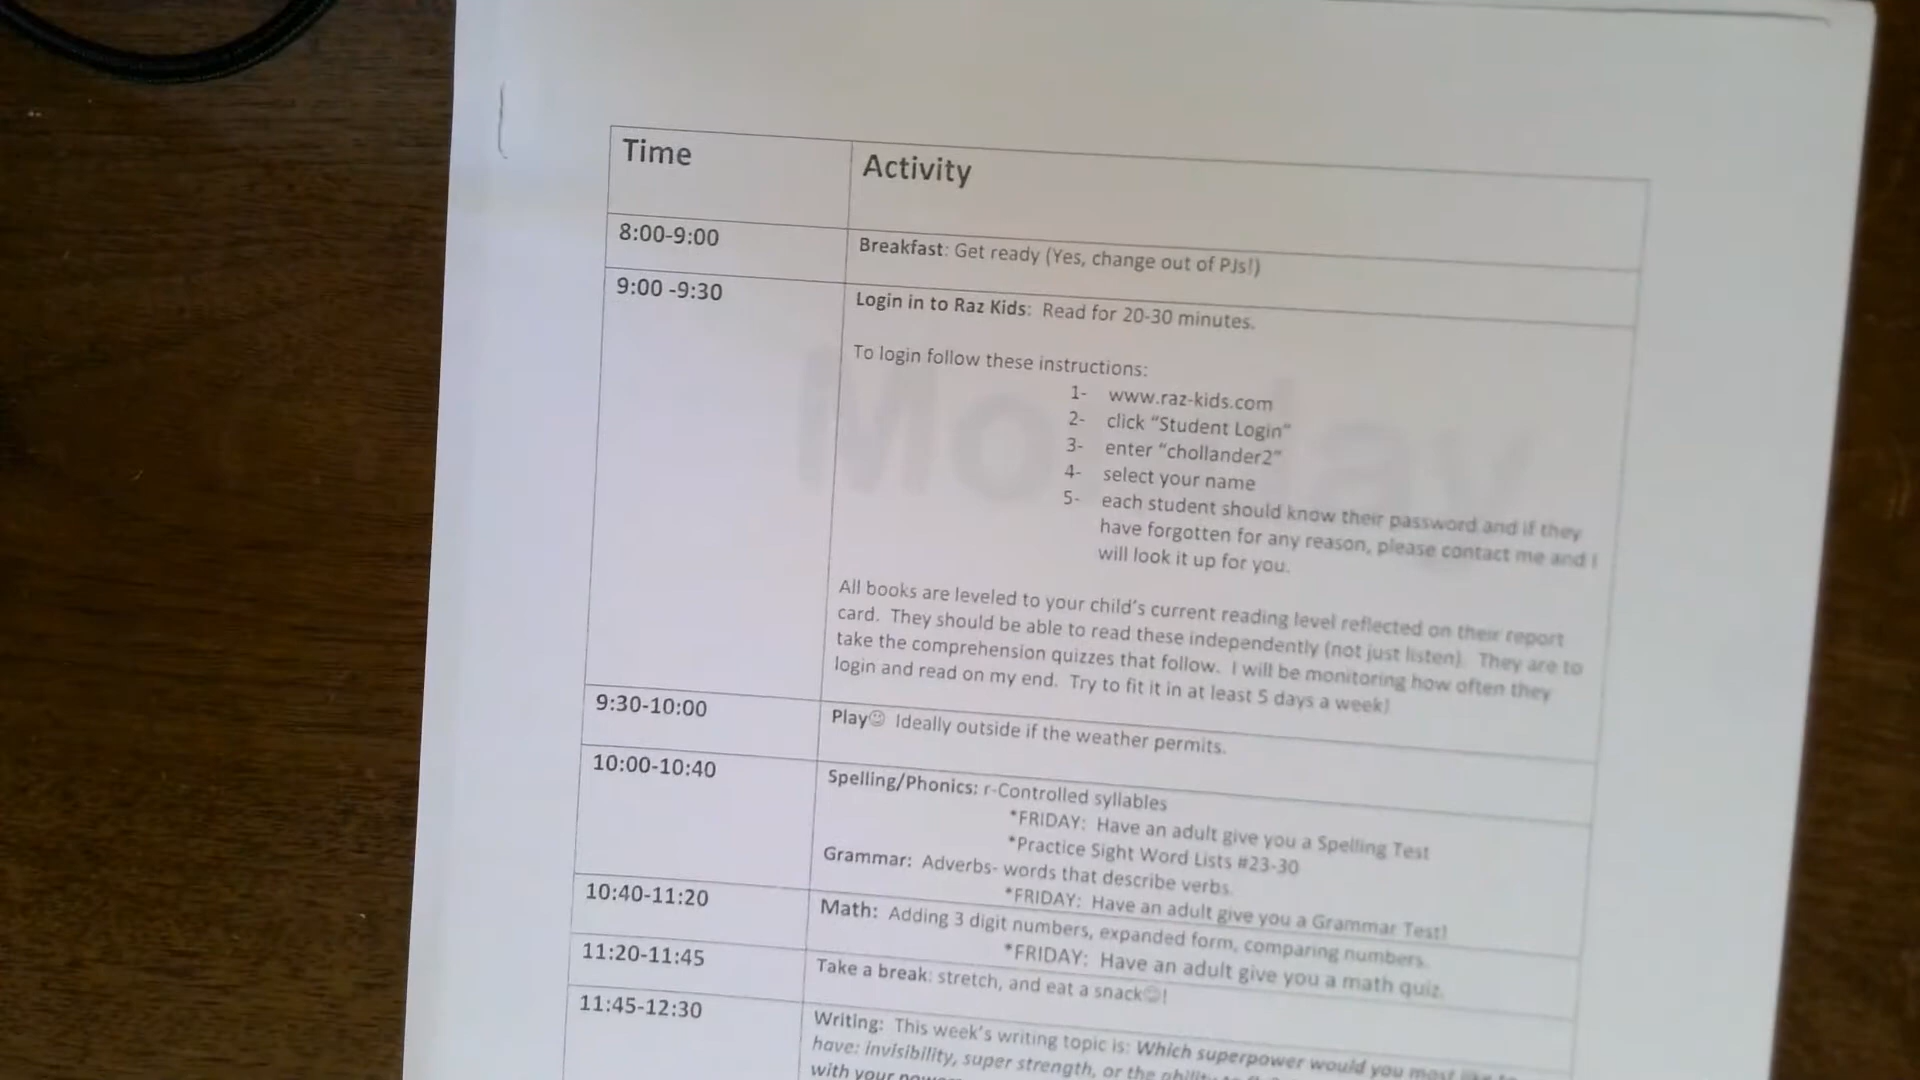 Time
Activity
8:00-9:00
Breakfast: Get ready (Yes, change out of PJs!)
9:00 -9:30
Login in to Raz Kids: Read for 20-30 minutes.
To login follow these instructions:
1- www.raz-kids.com
2- click “Student Login”
3- enter “chollander2”
4- select your name
5- each student should know their password and if they
have forgotten for any reason, please contact me and I
will look it up for you.
All books are leveled to your child’s current reading level reflected on their report
card. They should be able to read these independently (not just listen). They are to
take the comprehension quizzes that follow. I will be monitoring how often they
login and read on my end. Try to fit it in at least 5 days a week!
9:30-10:00
Play☺ Ideally outside if the weather permits.
10:00-10:40
Spelling/Phonics: r-Controlled syllables
*FRIDAY: Have an adult give you a Spelling Test
*Practice Sight Word Lists #23-30
Grammar: Adverbs- words that describe verbs.
*FRIDAY: Have an adult give you a Grammar Test!
10:40-11:20
Math: Adding 3 digit numbers, expanded form, comparing numbers.
*FRIDAY: Have an adult give you a math quiz.
11:20-11:45
Take a break: stretch, and eat a snack☺!
11:45-12:30
Writing: This week’s writing topic is: Which superpower would you most like to
have: invisibility, super strength, or the ability to
with your